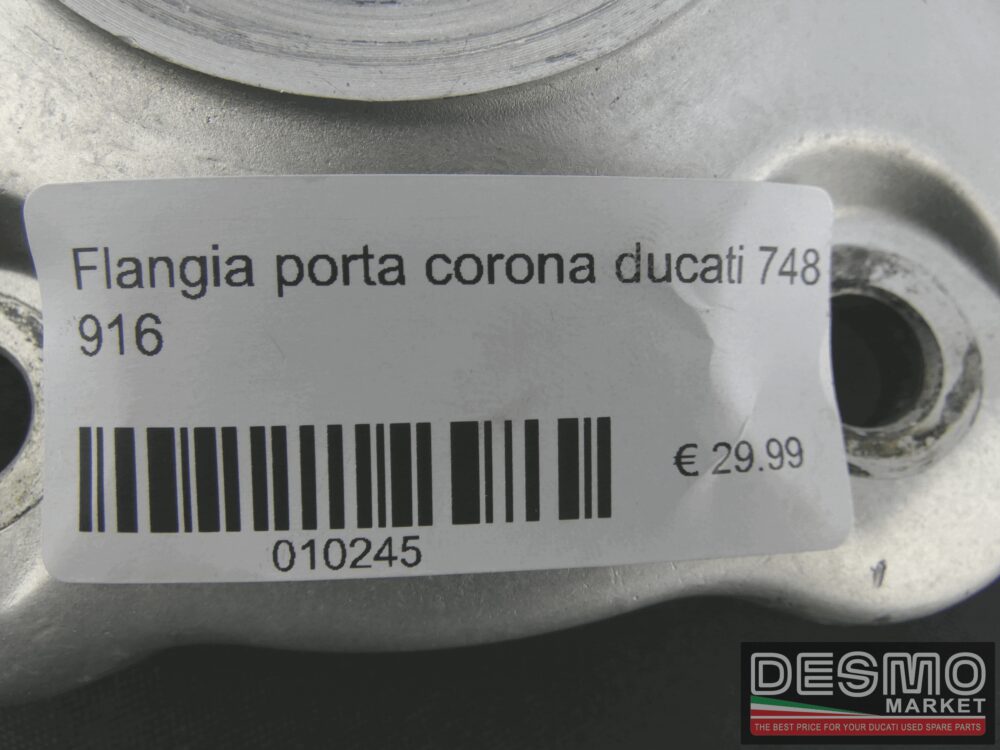 Flangia porta corona ducati 748
916
€ 29.99
010245
DESMO
MARKET
THE BEST PRICE FOR YOUR DUCATI USED SPARE PARTS